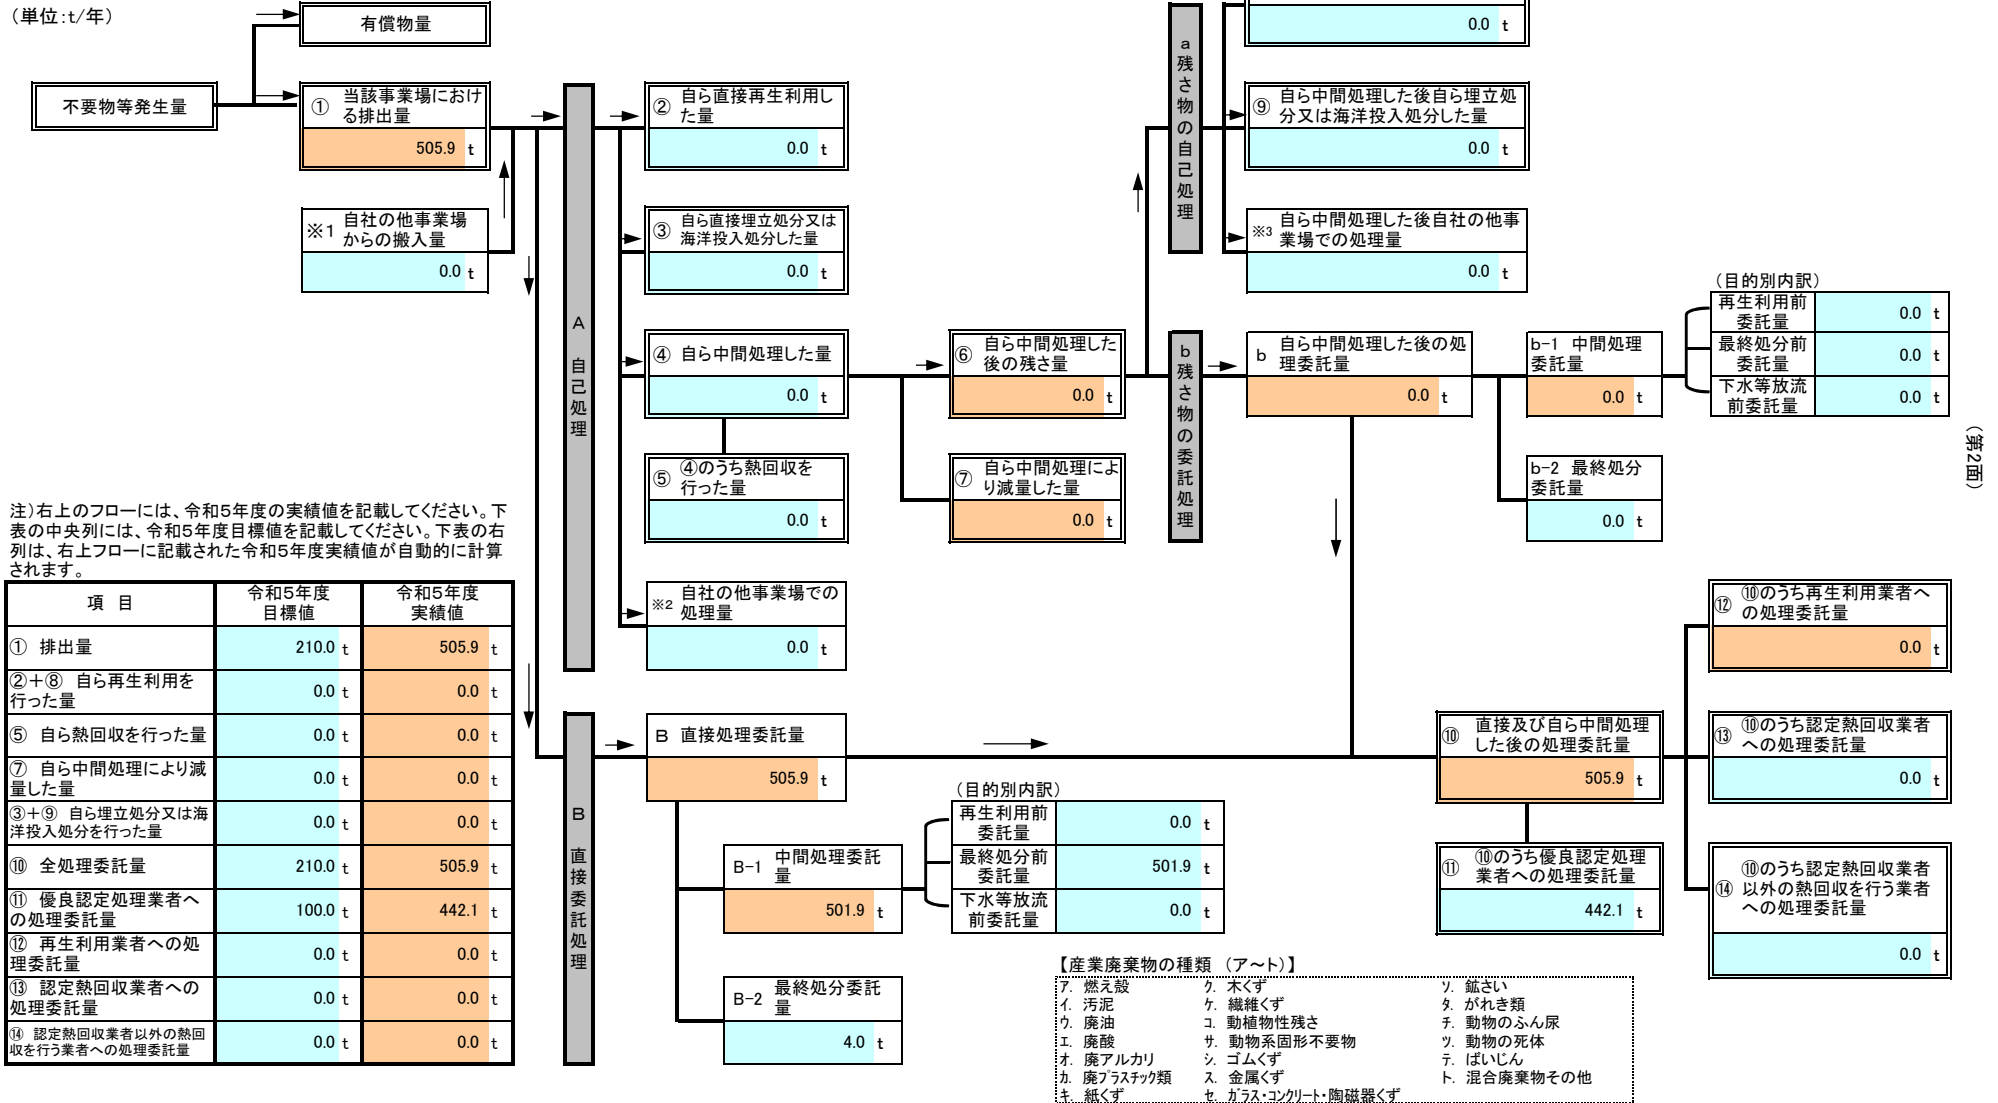 (単位:t/年)
有償物量
不要物等発生量
① 当該事業場におけ
る排出量
505.9 t
※1 自社の他事業場
からの搬入量
0.0 t
A 自己処理
② 自ら直接再生利用し
た量
0.0 t
③ 自ら直接埋立処分又は
海洋投入処分した量
0.0 t
④ 自ら中間処理した量
0.0 t
⑤ ④のうち熱回収を
行った量
0.0 t
※2 自社の他事業場での
処理量
0.0 t
⑥ 自ら中間処理した
後の残さ量
0.0 t
⑦ 自ら中間処理によ
り減量した量
0.0 t
a 残さ物の自己処理
0.0 t
⑨ 自ら中間処理した後自ら埋立処
分又は海洋投入処分した量
0.0 t
※3 自ら中間処理した後自社の他事
業場での処理量
0.0 t
b 残さ物の委託処理
b 自ら中間処理した後の処
理委託量
0.0 t
b-1 中間処理
委託量
0.0 t
b-2 最終処分
委託量
0.0 t
(目的別内訳)
再生利用前
委託量
0.0 t
最終処分前
委託量
0.0 t
下水等放流
前委託量
0.0 t
(第2面)
注)右上のフローには、令和5年度の実績値を記載してください。下
表の中央列には、令和5年度目標値を記載してください。下表の右
列は、右上フローに記載された令和5年度実績値が自動的に計算
されます。
項 目 令和5年度 令和5年度
目標値 実績値
① 排出量 210.0 t 505.9 t
②+⑧ 自ら再生利用を
行った量 0.0 t 0.0 t
⑤ 自ら熱回収を行った量 0.0 t 0.0 t
⑦ 自ら中間処理により減
量した量 0.0 t 0.0 t
③+⑨ 自ら埋立処分又は海
洋投入処分を行った量 0.0 t 0.0 t
⑩ 全処理委託量 210.0 t 505.9 t
⑪ 優良認定処理業者へ
の処理委託量 100.0 t 442.1 t
⑫ 再生利用業者への処
理委託量 0.0 t 0.0 t
⑬ 認定熱回収業者への
処理委託量 0.0 t 0.0 t
⑭ 認定熱回収業者以外の熱回
収を行う業者への処理委託量 0.0 t 0.0 t
B 直接委託処理
B 直接処理委託量
505.9 t
B-1 中間処理委託
量
501.9 t
B-2 最終処分委託
量
4.0 t
(目的別内訳)
再生利用前
委託量
0.0 t
最終処分前
委託量
501.9 t
下水等放流
前委託量
0.0 t
⑩ 直接及び自ら中間処理
した後の処理委託量
505.9 t
⑪ ⑩のうち優良認定処理
業者への処理委託量
442.1 t
⑫ ⑩のうち再生利用業者へ
の処理委託量
0.0 t
⑬ ⑩のうち認定熱回収業者
への処理委託量
0.0 t
⑭ ⑩のうち認定熱回収業者
以外の熱回収を行う業者
への処理委託量
0.0 t
【産業廃棄物の種類 (ア~ト)】
ア. 燃え殻 ク. 木くず ソ. 鉱さい
イ. 汚泥 ケ. 繊維くず タ. がれき類
ウ. 廃油 コ. 動植物性残さ チ. 動物のふん尿
エ. 廃酸 サ. 動物系固形不要物 ツ. 動物の死体
オ. 廃アルカリ シ. ゴムくず テ. ばいじん
カ. 廃プラスチック類 ス. 金属くず ト. 混合廃棄物その他
キ. 紙くず セ. ガラス・コンクリート・陶磁器くず